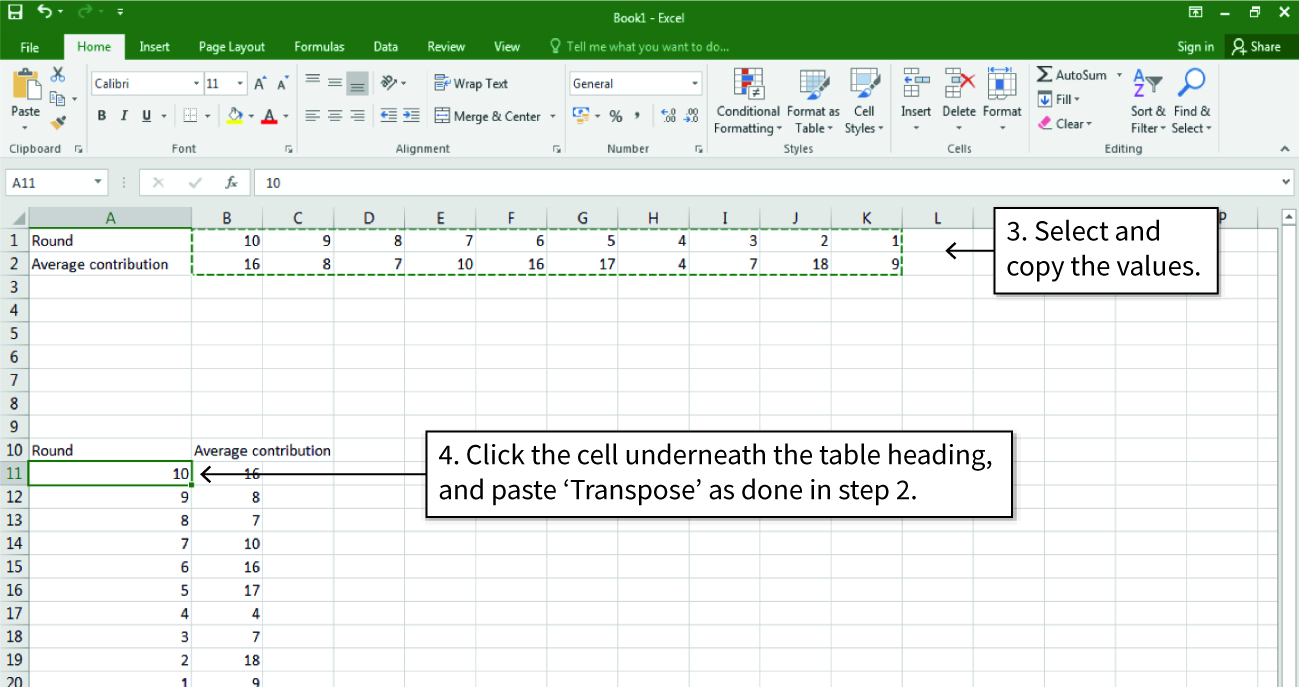 Book1 - Excel
File Home Insert Page Layout Formulas Data Review View Tell me what you want to do... Sign in Share
Calibri 11 A A Wrap Text General AutoSum
Paste B I U A Merge & Center % , .0 .00 .00 .0 Conditional Formatting Format as Table Cell Styles Insert Delete Format Fill Clear Sort & Filter Find & Select
Clipboard Font Alignment Number Styles Cells Editing
A11 fx 10
A B C D E F G H I J K L P
1 Round 10 9 8 7 6 5 4 3 2 1
2 Average contribution 16 8 7 10 16 17 4 7 18 9
3. Select and
copy the values.
3
4
5
6
7
8
9
10 Round Average contribution
11 10 16
4. Click the cell underneath the table heading,
and paste ‘Transpose’ as done in step 2.
12 9 8
13 8 7
14 7 10
15 6 16
16 5 17
17 4 4
18 3 7
19 2 18
20 1 9